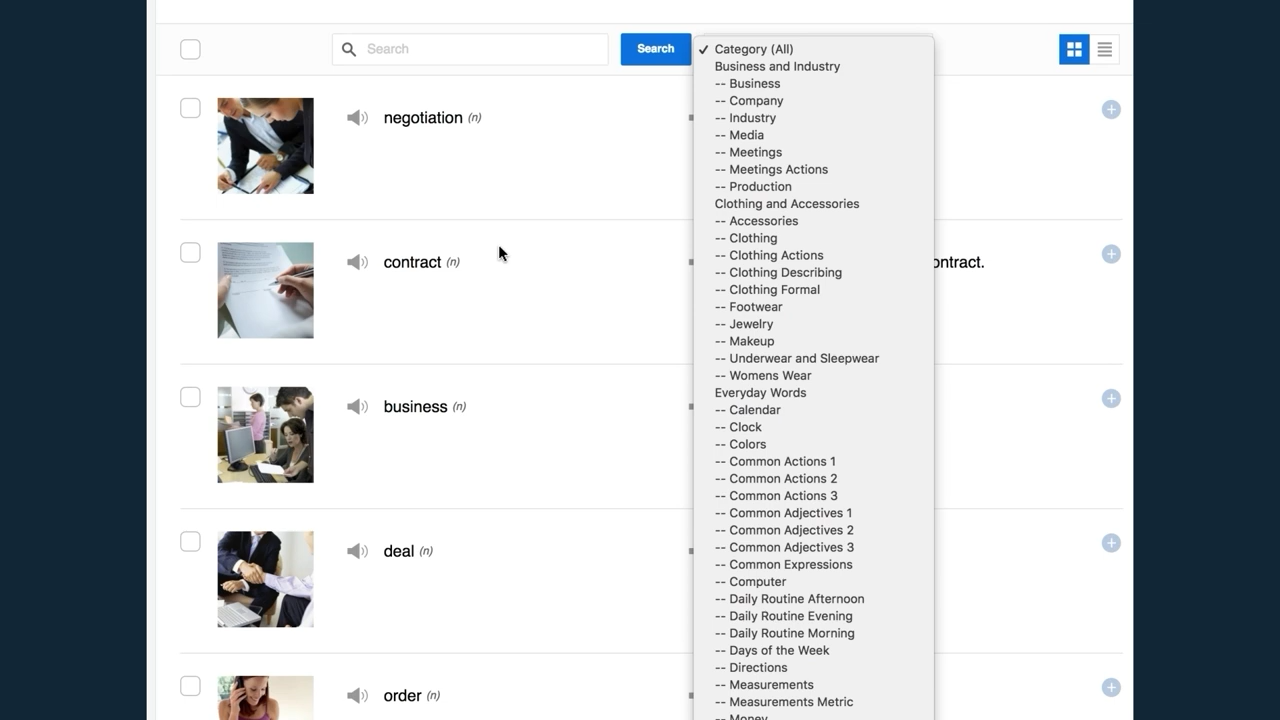 Search
Search
✓ Category (All)
Business and Industry
-- Business
-- Company
-- Industry
-- Media
-- Meetings
-- Meetings Actions
-- Production
Clothing and Accessories
-- Accessories
-- Clothing
-- Clothing Actions
-- Clothing Describing
-- Clothing Formal
-- Footwear
-- Jewelry
-- Makeup
-- Underwear and Sleepwear
-- Womens Wear
Everyday Words
-- Calendar
-- Clock
-- Colors
-- Common Actions 1
-- Common Actions 2
-- Common Actions 3
-- Common Adjectives 1
-- Common Adjectives 2
-- Common Adjectives 3
-- Common Expressions
-- Computer
-- Daily Routine Afternoon
-- Daily Routine Evening
-- Daily Routine Morning
-- Days of the Week
-- Directions
-- Measurements
-- Measurements Metric
-- Money
negotiation (n)
contract (n)
ontract.
business (n)
deal (n)
order (n)